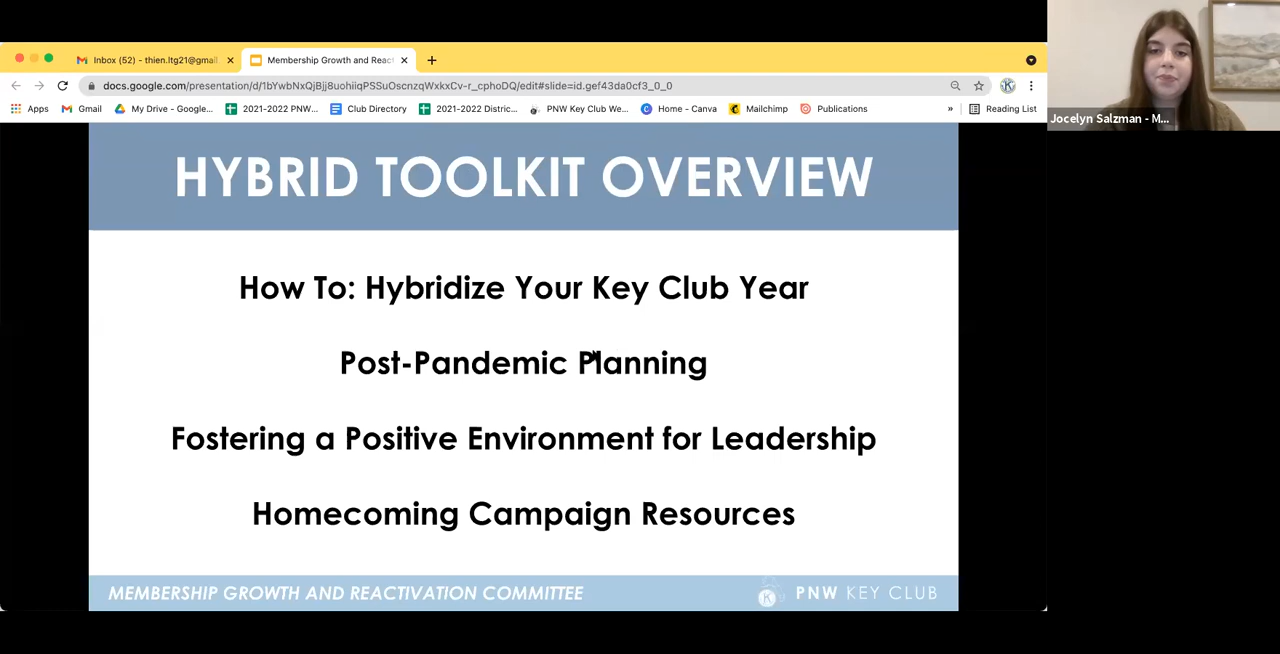 Inbox (52) - thien.ltg21@gmail
Membership Growth and React
docs.google.com/presentation/d/1bYwbNxQjBJj8uohiiqPSSuOscnzqWxkxCv-r_cphoDQ/edit#slide=id.gef43da0cf3_0_0
Apps
Gmail
My Drive - Google...
2021-2022 PNW...
Club Directory
2021-2022 Distric...
PNW Key Club We...
Home - Canva
Mailchimp
Publications
»
Reading List
Jocelyn Salzman - M...
HYBRID TOOLKIT OVERVIEW
How To: Hybridize Your Key Club Year
Post-Pandemic Planning
Fostering a Positive Environment for Leadership
Homecoming Campaign Resources
MEMBERSHIP GROWTH AND REACTIVATION COMMITTEE
K
PNW KEY CLUB